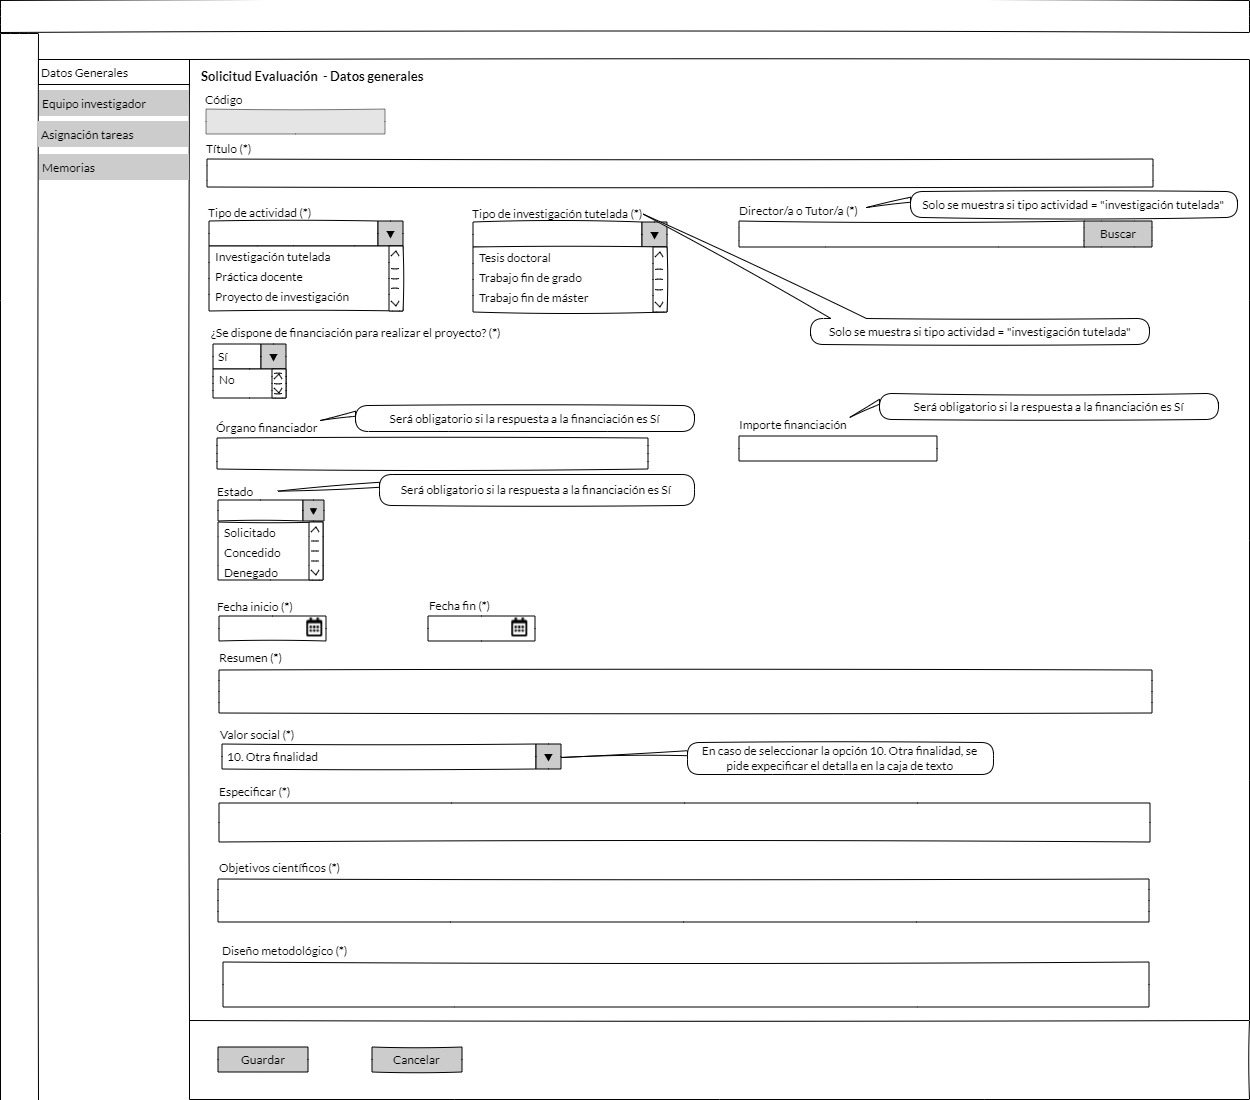 Datos Generales
Equipo investigador
Asignación tareas
Memorias
Solicitud Evaluación - Datos generales
Código
Título (*)
Tipo de actividad (*)
Investigación tutelada
Práctica docente
Proyecto de investigación
Tipo de investigación tutelada (*)
Tesis doctoral
Trabajo fin de grado
Trabajo fin de máster
Director/a o Tutor/a (*)
Solo se muestra si tipo actividad = "investigación tutelada"
Buscar
Solo se muestra si tipo actividad = "investigación tutelada"
¿Se dispone de financiación para realizar el proyecto? (*)
Sí
No
Órgano financiador
Será obligatorio si la respuesta a la financiación es Sí
Importe financiación
Será obligatorio si la respuesta a la financiación es Sí
Estado
Será obligatorio si la respuesta a la financiación es Sí
Solicitado
Concedido
Denegado
Fecha inicio (*)
Fecha fin (*)
Resumen (*)
Valor social (*)
10. Otra finalidad
En caso de seleccionar la opción 10. Otra finalidad, se
pide expecificar el detalla en la caja de texto
Especificar (*)
Objetivos científicos (*)
Diseño metodológico (*)
Guardar
Cancelar